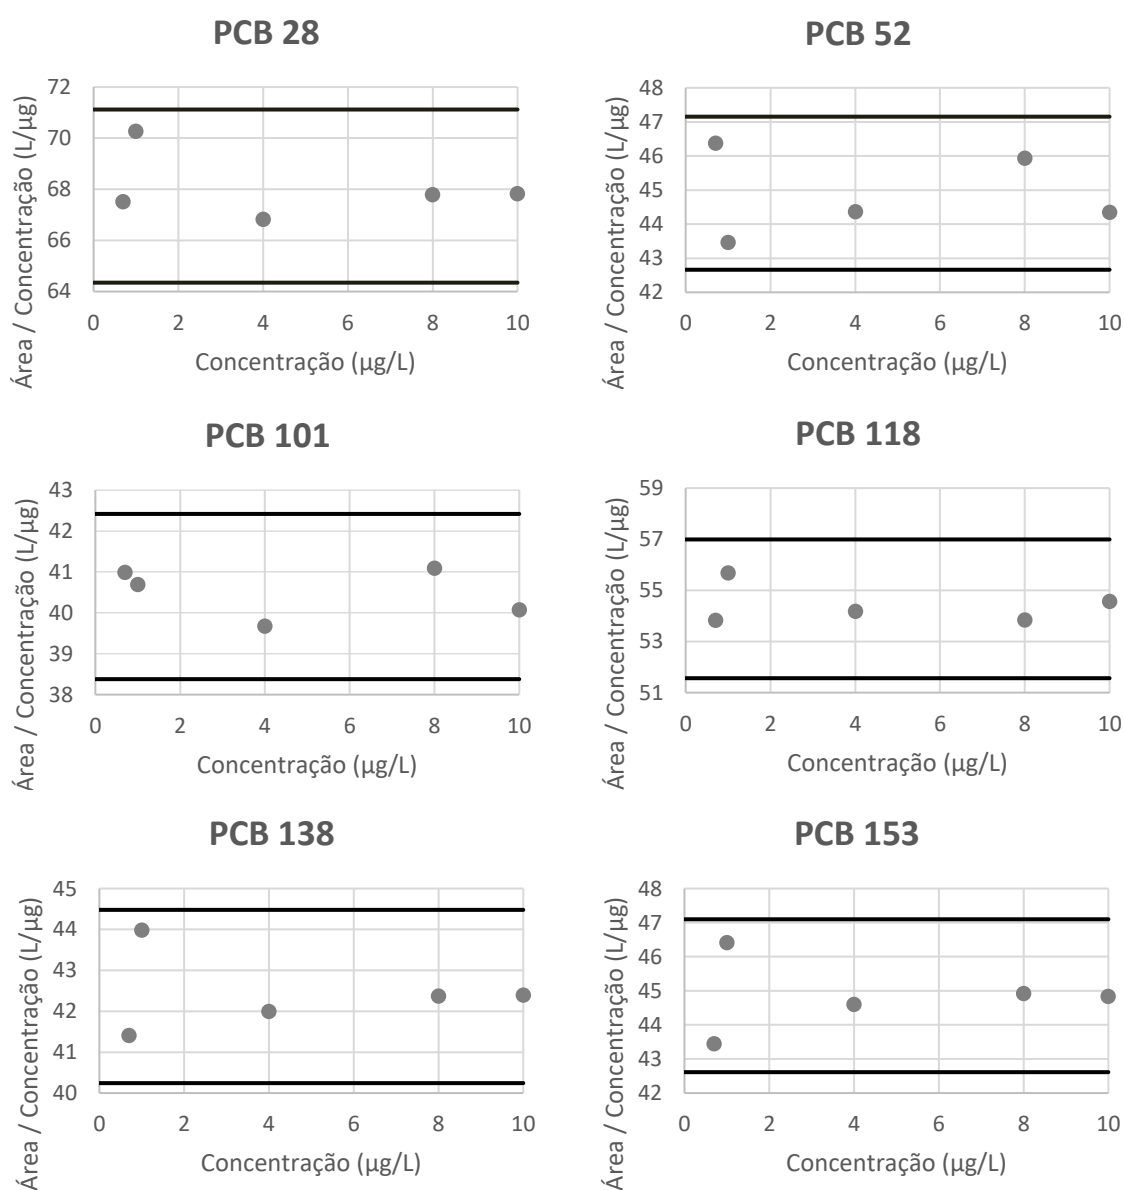 PCB 28
Área / Concentração (L/µg)
72
70
68
66
64
0 2 4 6 8 10
Concentração (µg/L)
PCB 52
Área / Concentração (L/µg)
48
47
46
45
44
43
42
0 2 4 6 8 10
Concentração (µg/L)
PCB 101
Área / Concentração (L/µg)
43
42
41
40
39
38
0 2 4 6 8 10
Concentração (µg/L)
PCB 118
Área / Concentração (L/µg)
59
57
55
53
51
0 2 4 6 8 10
Concentração (µg/L)
PCB 138
Área / Concentração (L/µg)
45
44
43
42
41
40
0 2 4 6 8 10
Concentração (µg/L)
PCB 153
Área / Concentração (L/µg)
48
47
46
45
44
43
42
0 2 4 6 8 10
Concentração (µg/L)